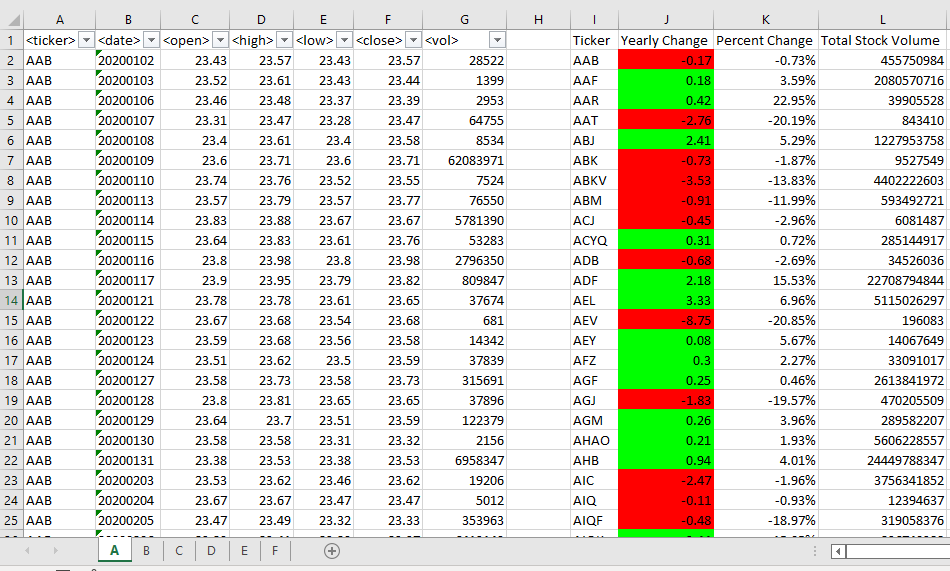 A B C D E F G H I J K L
1 <ticker> <date> <open> <high> <low> <close> <vol> Ticker Yearly Change Percent Change Total Stock Volume
2 AAB 20200102 23.43 23.57 23.43 23.57 28522 AAB -0.17 -0.73% 455750984
3 AAB 20200103 23.52 23.61 23.43 23.44 1399 AAF 0.18 3.59% 2080570716
4 AAB 20200106 23.46 23.48 23.37 23.39 2953 AAR 0.42 22.95% 39905528
5 AAB 20200107 23.31 23.47 23.28 23.47 64755 AAT -2.76 -20.19% 843410
6 AAB 20200108 23.4 23.61 23.4 23.58 8534 ABJ 2.41 5.29% 1227953758
7 AAB 20200109 23.6 23.71 23.6 23.71 62083971 ABK -0.73 -1.87% 9527549
8 AAB 20200110 23.74 23.76 23.52 23.55 7524 ABKV -3.53 -13.83% 4402222603
9 AAB 20200113 23.57 23.79 23.57 23.77 76550 ABM -0.91 -11.99% 593492721
10 AAB 20200114 23.83 23.88 23.67 23.67 5781390 ACJ -0.45 -2.96% 6081487
11 AAB 20200115 23.64 23.83 23.61 23.76 53283 ACYQ 0.31 0.72% 285144917
12 AAB 20200116 23.8 23.98 23.8 23.98 2796350 ADB -0.68 -2.69% 34526036
13 AAB 20200117 23.9 23.95 23.79 23.82 809847 ADF 2.18 15.53% 22708794844
14 AAB 20200121 23.78 23.78 23.61 23.65 37674 AEL 3.33 6.96% 5115026297
15 AAB 20200122 23.67 23.68 23.54 23.68 681 AEV -8.75 -20.85% 196083
16 AAB 20200123 23.59 23.68 23.56 23.58 14342 AEY 0.08 5.67% 14067649
17 AAB 20200124 23.51 23.62 23.5 23.59 37839 AFZ 0.3 2.27% 33091017
18 AAB 20200127 23.58 23.73 23.58 23.73 315691 AGF 0.25 0.46% 2613841972
19 AAB 20200128 23.8 23.81 23.65 23.65 37896 AGJ -1.83 -19.57% 470205509
20 AAB 20200129 23.64 23.7 23.51 23.59 122379 AGM 0.26 3.96% 289582207
21 AAB 20200130 23.58 23.58 23.31 23.32 2156 AHAO 0.21 1.93% 5606228557
22 AAB 20200131 23.38 23.53 23.38 23.53 6958347 AHB 0.94 4.01% 24449788347
23 AAB 20200203 23.53 23.62 23.46 23.62 19206 AIC -2.47 -1.96% 3756341852
24 AAB 20200204 23.67 23.67 23.47 23.47 5012 AIQ -0.11 -0.93% 12394637
25 AAB 20200205 23.47 23.49 23.32 23.33 353963 AIQF -0.48 -18.97% 319058376
A B C D E F